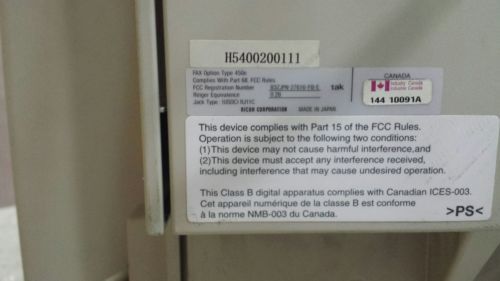 H5400200111
FAX Option Type 450e
Complies With Part 68, FCC Rules
FCC Registration Number
Ringer Equivalence
Jack Type: USOC-RJ11C
RICOH CORPORATION MADE IN JAPAN
tak
CANADA
Industry Canada
Industrie Canada
144 10091A
This device complies with Part 15 of the FCC Rules.
Operation is subject to the following two conditions:
(1)This device may not cause harmful interference,and
(2)This device must accept any interference received,
including interference that may cause undesired operation.
This Class B digital apparatus complies with Canadian ICES-003.
Cet appareil numérique de la classe B est conforme
à la norme NMB-003 du Canada.
>PS<